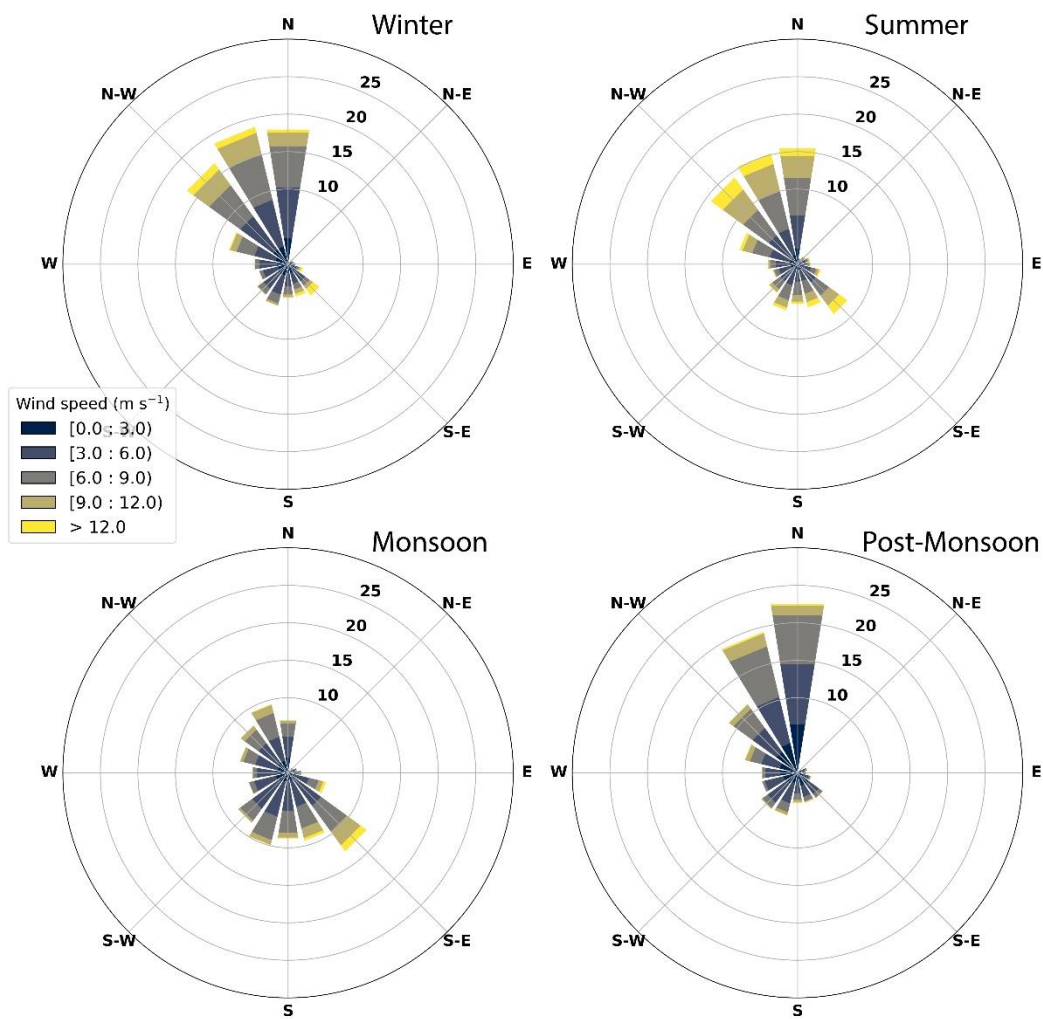 N
Winter
25
N-W
N-E
20
15
10
W
E
S-W
S-E
S
N
Summer
25
N-W
N-E
20
15
10
W
E
S-W
S-E
S
Wind speed (m s⁻¹)
[0.0 : 3.0)
[3.0 : 6.0)
[6.0 : 9.0)
[9.0 : 12.0)
> 12.0
N
Monsoon
25
N-W
N-E
20
15
10
W
E
S-W
S-E
S
N
Post-Monsoon
25
N-W
N-E
20
15
10
W
E
S-W
S-E
S